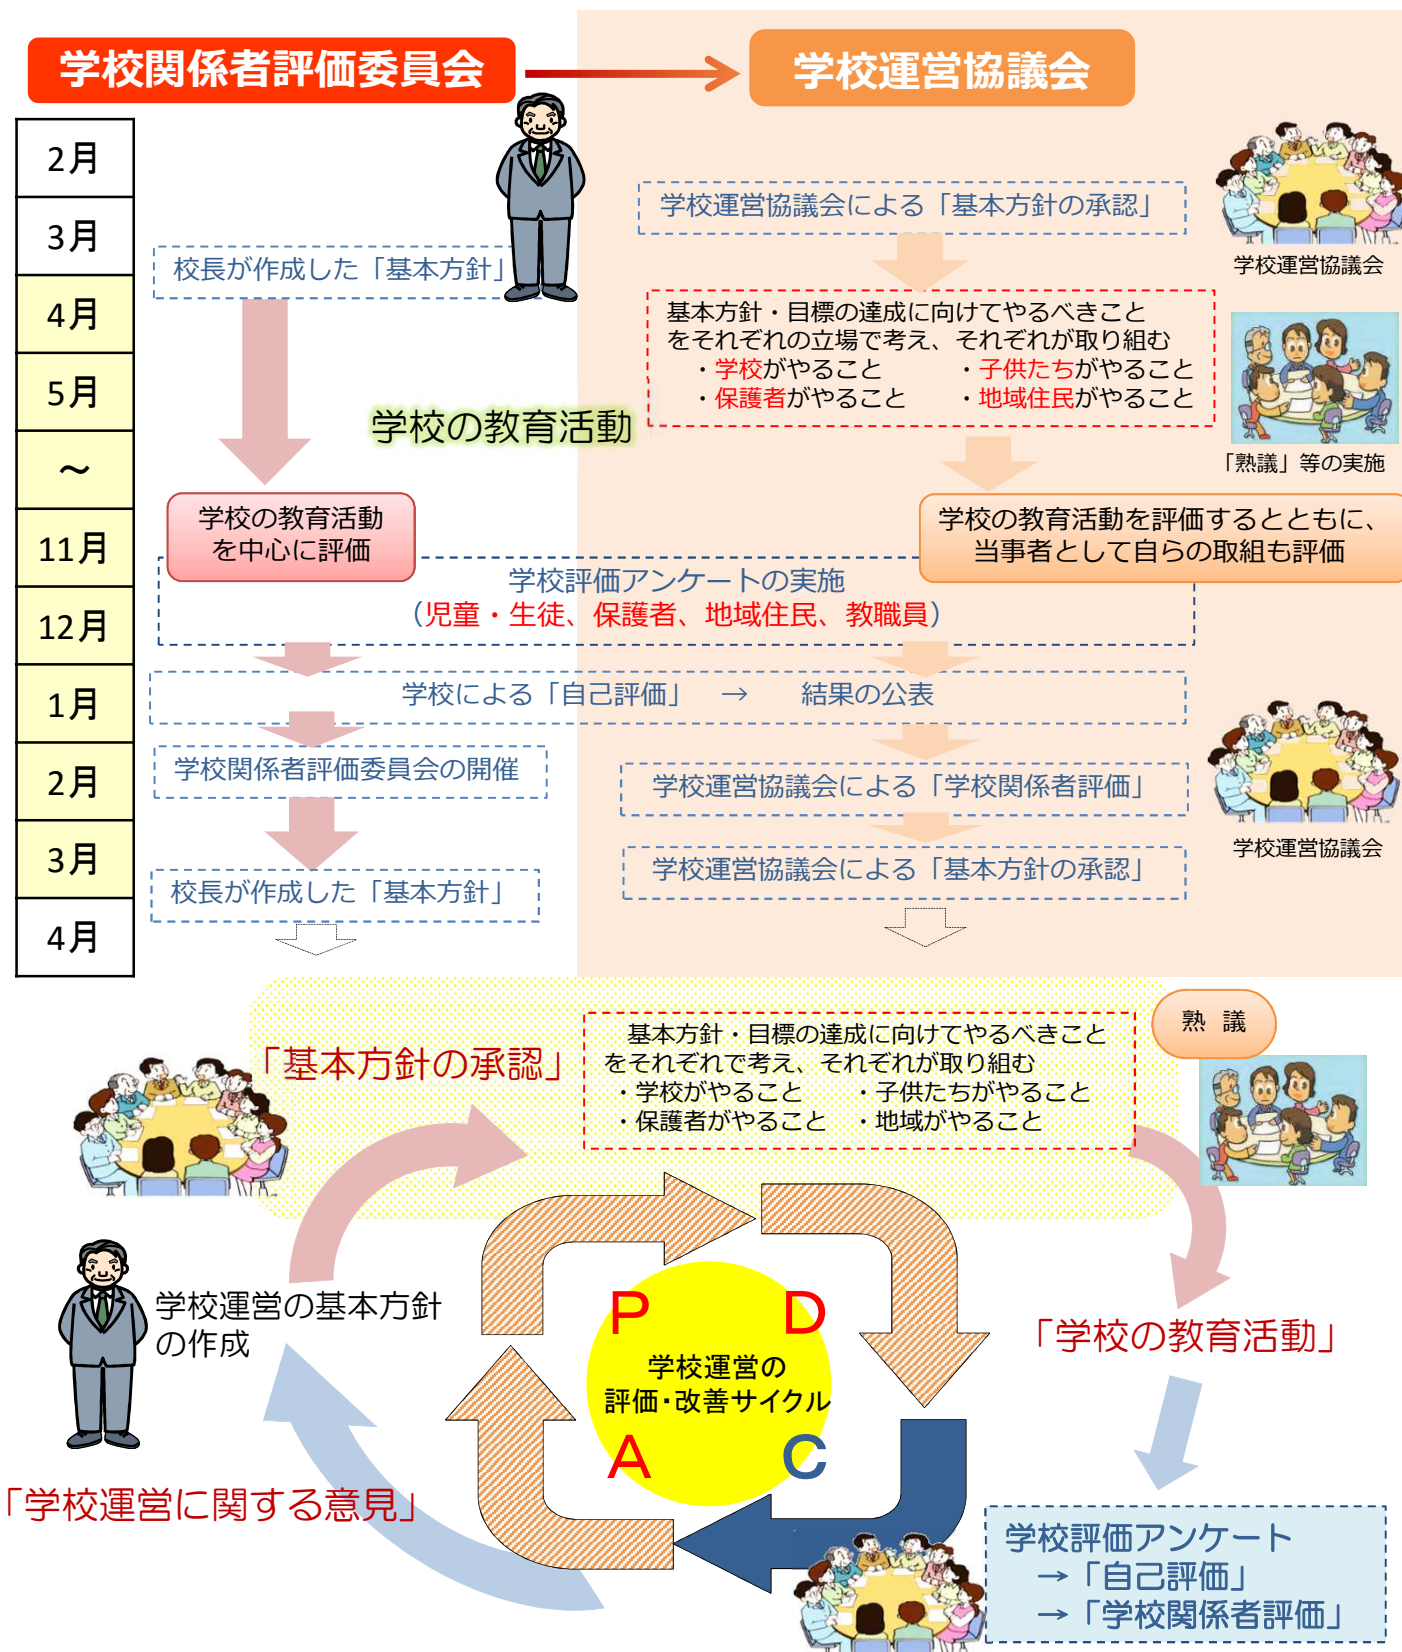 学校関係者評価委員会
学校運営協議会
2月
3月
4月
5月
～
11月
12月
1月
2月
3月
4月
校長が作成した「基本方針」
学校の教育活動
学校の教育活動
を中心に評価
学校運営協議会による「基本方針の承認」
学校運営協議会
基本方針・目標の達成に向けてやるべきこと
をそれぞれの立場で考え、それぞれが取り組む
・学校がやること　・子供たちがやること
・保護者がやること　・地域住民がやること
「熟議」等の実施
学校の教育活動を評価するとともに、
当事者として自らの取組も評価
学校評価アンケートの実施
（児童・生徒、保護者、地域住民、教職員）
学校による「自己評価」　→　結果の公表
学校関係者評価委員会の開催
学校運営協議会による「学校関係者評価」
学校運営協議会
校長が作成した「基本方針」
学校運営協議会による「基本方針の承認」
「基本方針の承認」
基本方針・目標の達成に向けてやるべきこと
をそれぞれで考え、それぞれが取り組む
・学校がやること　・子供たちがやること
・保護者がやること　・地域がやること
熟 議
学校運営の基本方針
の作成
P
D
学校運営の
評価・改善サイクル
A
C
「学校の教育活動」
「学校運営に関する意見」
学校評価アンケート
→「自己評価」
→「学校関係者評価」